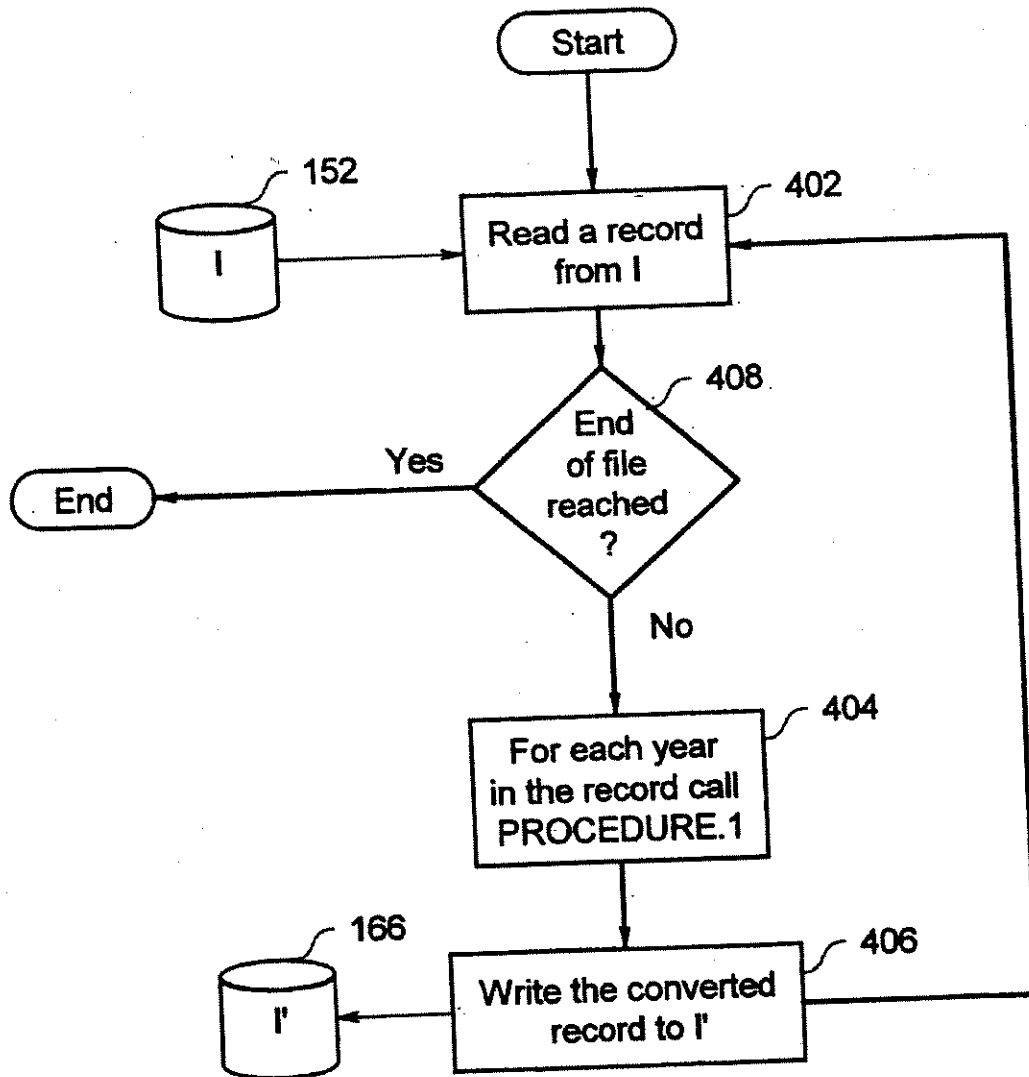 Start
152
402
I
Read a record
from I
408
End
of file
reached
?
Yes
End
No
404
For each year
in the record call
PROCEDURE.1
166
406
I'
Write the converted
record to I'